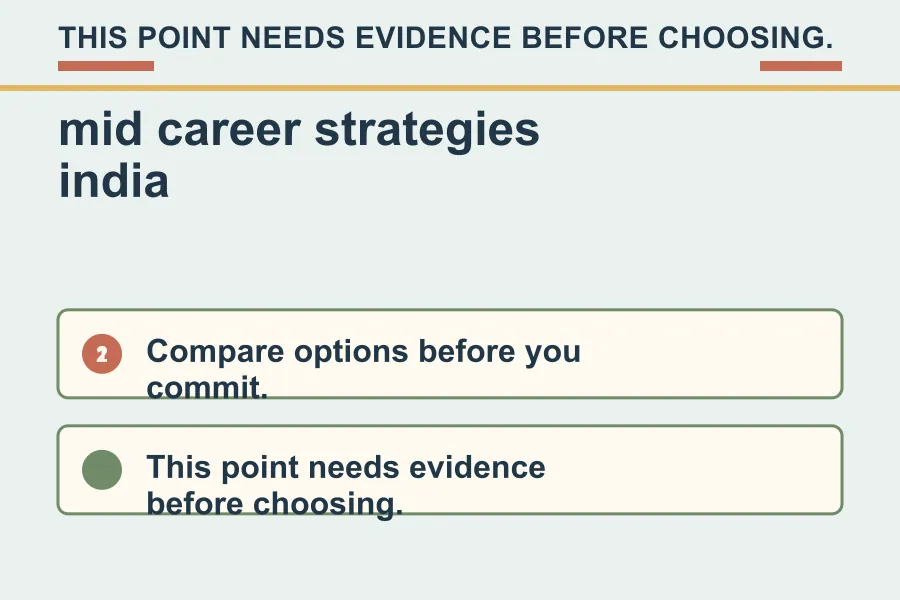 THIS POINT NEEDS EVIDENCE BEFORE CHOOSING.
mid career strategies
india
2
Compare options before you
commit.
This point needs evidence
before choosing.